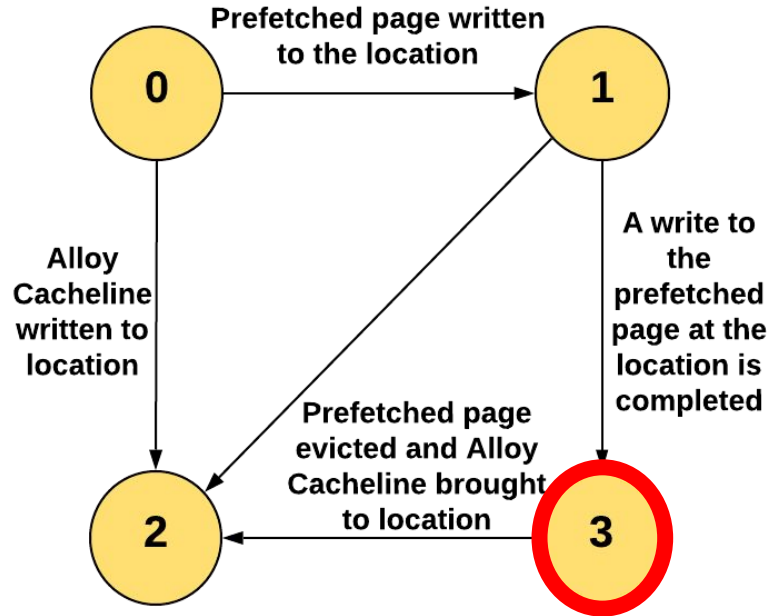 Prefetched page written
to the location
0
1
Alloy
Cacheline
written to
location
A write to
the
prefetched
page at the
location is
completed
Prefetched page
evicted and Alloy
Cacheline brought
to location
2
3